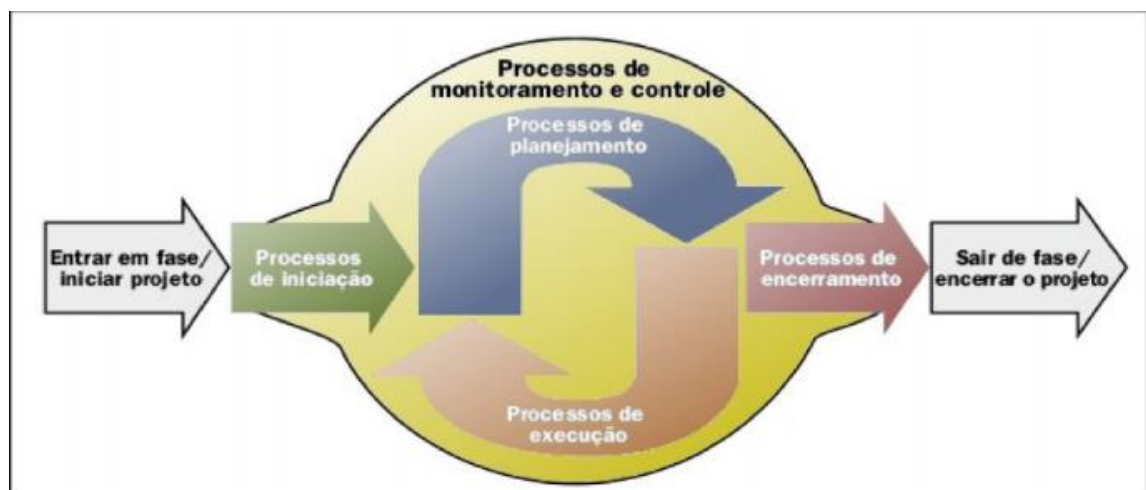 Processos de
monitoramento e controle
Processos de
planejamento
Entrar em fase/
iniciar projeto
Processos
de iniciação
Processos de
encerramento
Sair de fase/
encerrar o projeto
Processos de
execução